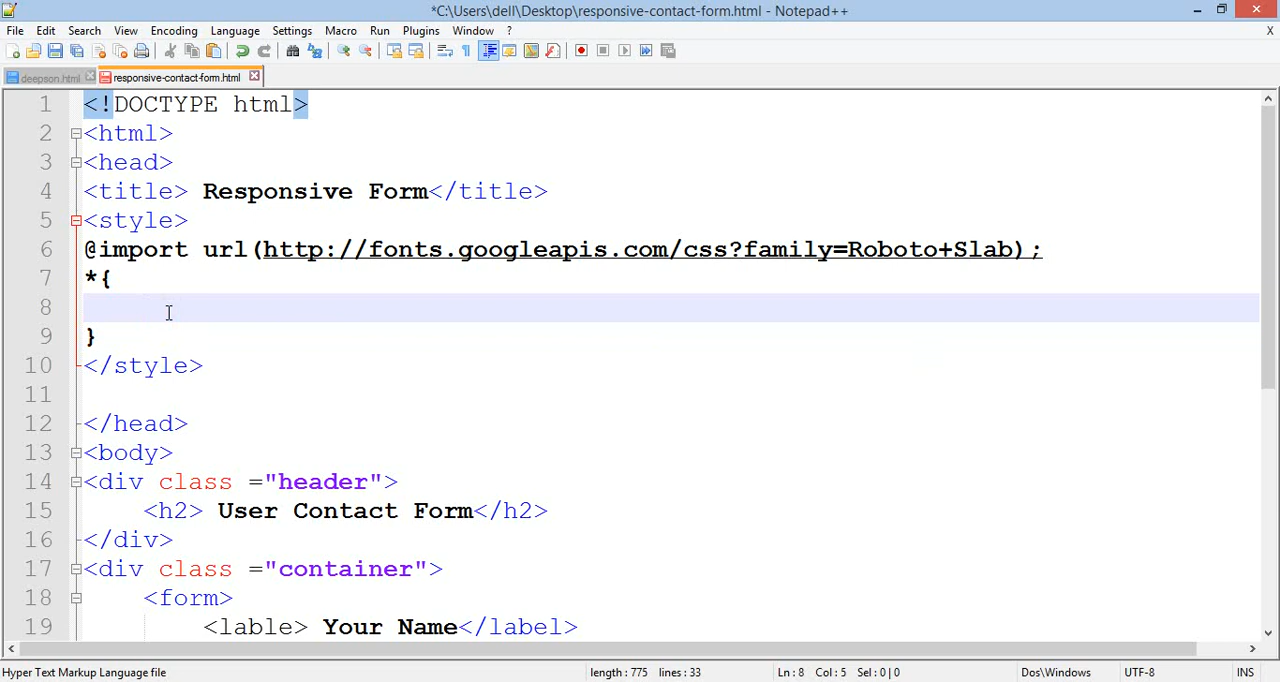 *C:\Users\dell\Desktop\responsive-contact-form.html - Notepad++
File Edit Search View Encoding Language Settings Macro Run Plugins Window ? X
deepson.html responsive-contact-form.html
1 <!DOCTYPE html>
2 <html>
3 <head>
4 <title> Responsive Form</title>
5 <style>
6 @import url(http://fonts.googleapis.com/css?family=Roboto+Slab);
7 *{
8
9 }
10 </style>
11
12 </head>
13 <body>
14 <div class ="header">
15 <h2> User Contact Form</h2>
16 </div>
17 <div class ="container">
18 <form>
19 <lable> Your Name</label>
Hyper Text Markup Language file length : 775 lines : 33 Ln : 8 Col : 5 Sel : 0 | 0 Dos\Windows UTF-8 INS